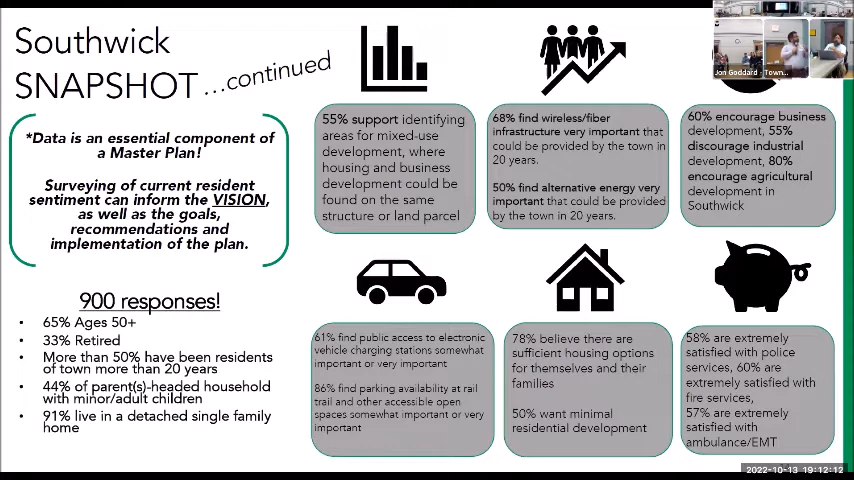 Southwick
SNAPSHOT ...continued
*Data is an essential component of
a Master Plan!
Surveying of current resident
sentiment can inform the VISION,
as well as the goals,
recommendations and
implementation of the plan.
900 responses!
• 65% Ages 50+
• 33% Retired
• More than 50% have been residents
of town more than 20 years
• 44% of parent(s)-headed household
with minor/adult children
• 91% live in a detached single family
home
55% support identifying
areas for mixed-use
development, where
housing and business
development could be
found on the same
structure or land parcel
68% find wireless/fiber
infrastructure very important that
could be provided by the town in
20 years.
50% find alternative energy very
important that could be provided
by the town in 20 years.
60% encourage business
development, 55%
discourage industrial
development, 80%
encourage agricultural
development in
Southwick
61% find public access to electronic
vehicle charging stations somewhat
important or very important
86% find parking availability at rail
trail and other accessible open
spaces somewhat important or very
important
78% believe there are
sufficient housing options
for themselves and their
families
50% want minimal
residential development
58% are extremely
satisfied with police
services, 60% are
extremely satisfied with
fire services,
57% are extremely
satisfied with
ambulance/EMT
Jon Goddard - Town...
2022-10-13 19:12:12